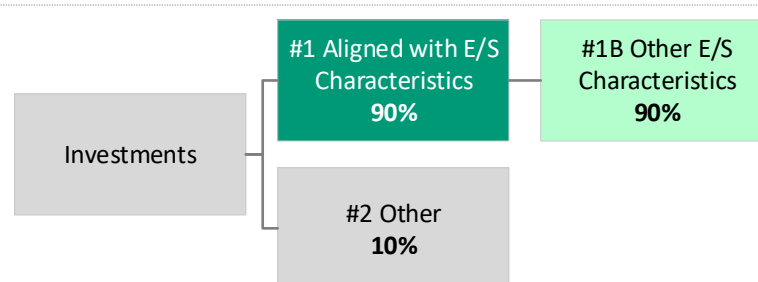 Investments
#1 Aligned with E/S
Characteristics
90%
#1B Other E/S
Characteristics
90%
#2 Other
10%